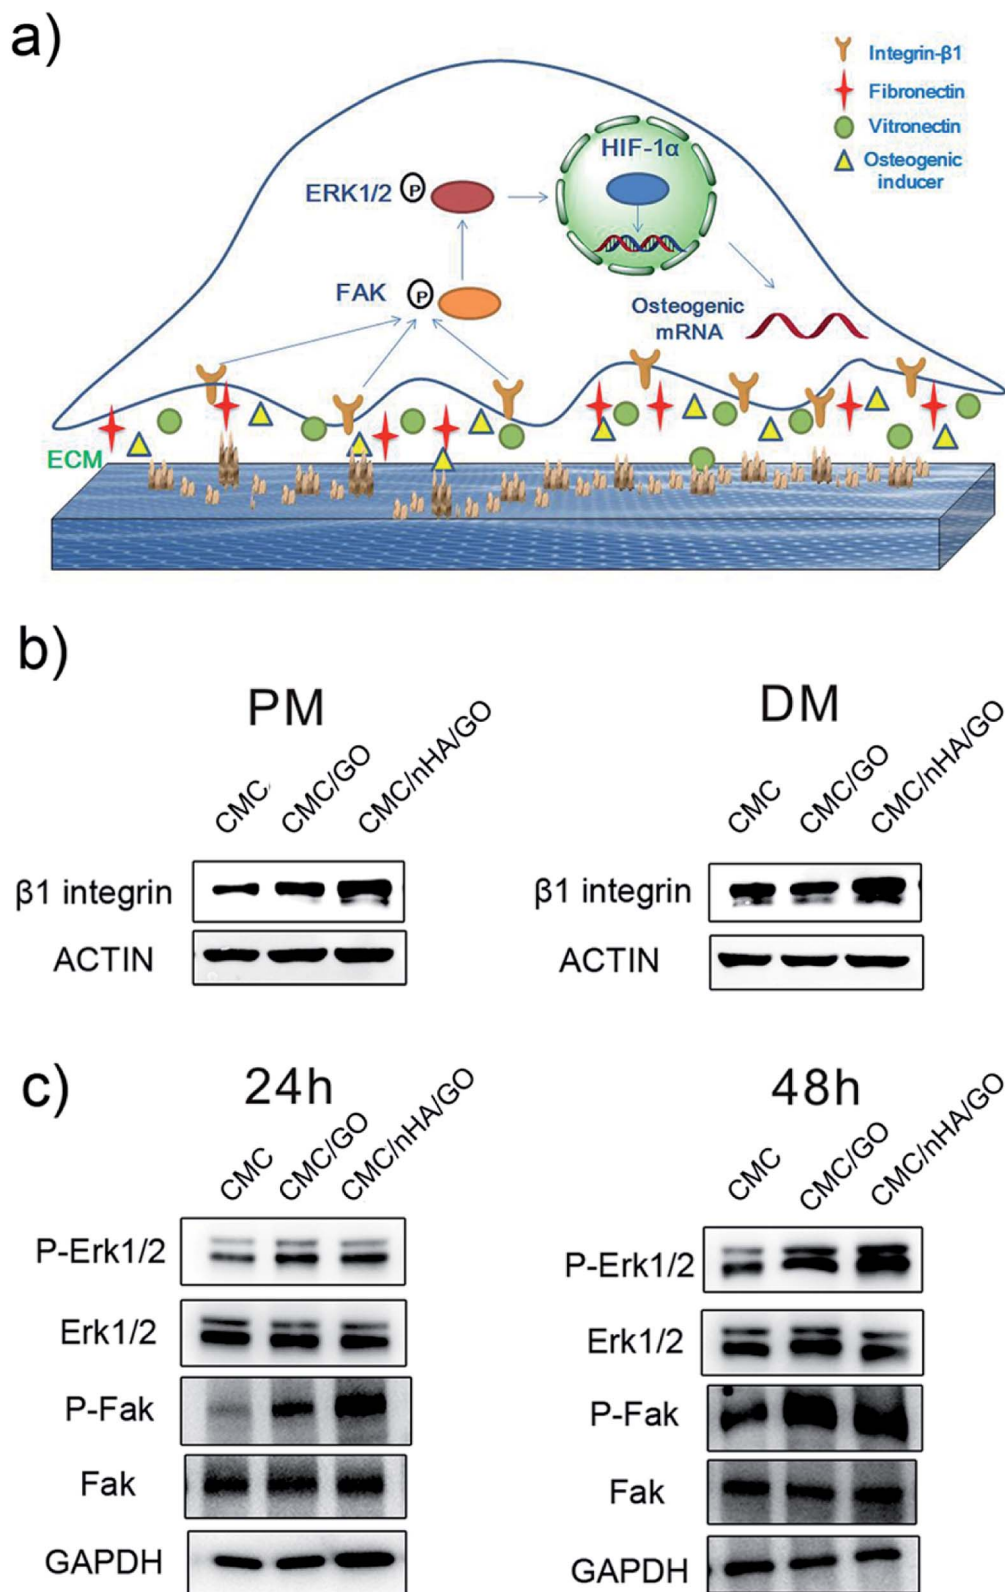 a)
Integrin-β1
Fibronectin
Vitronectin
Osteogenic
inducer
HIF-1α
ERK1/2 P
FAK P
Osteogenic
mRNA
ECM
b)
PM
DM
CMC CMC/GO CMC/nHA/GO
CMC CMC/GO CMC/nHA/GO
β1 integrin
β1 integrin
ACTIN
ACTIN
c)
24h
48h
CMC CMC/GO CMC/nHA/GO
CMC CMC/GO CMC/nHA/GO
P-Erk1/2
P-Erk1/2
Erk1/2
Erk1/2
P-Fak
P-Fak
Fak
Fak
GAPDH
GAPDH